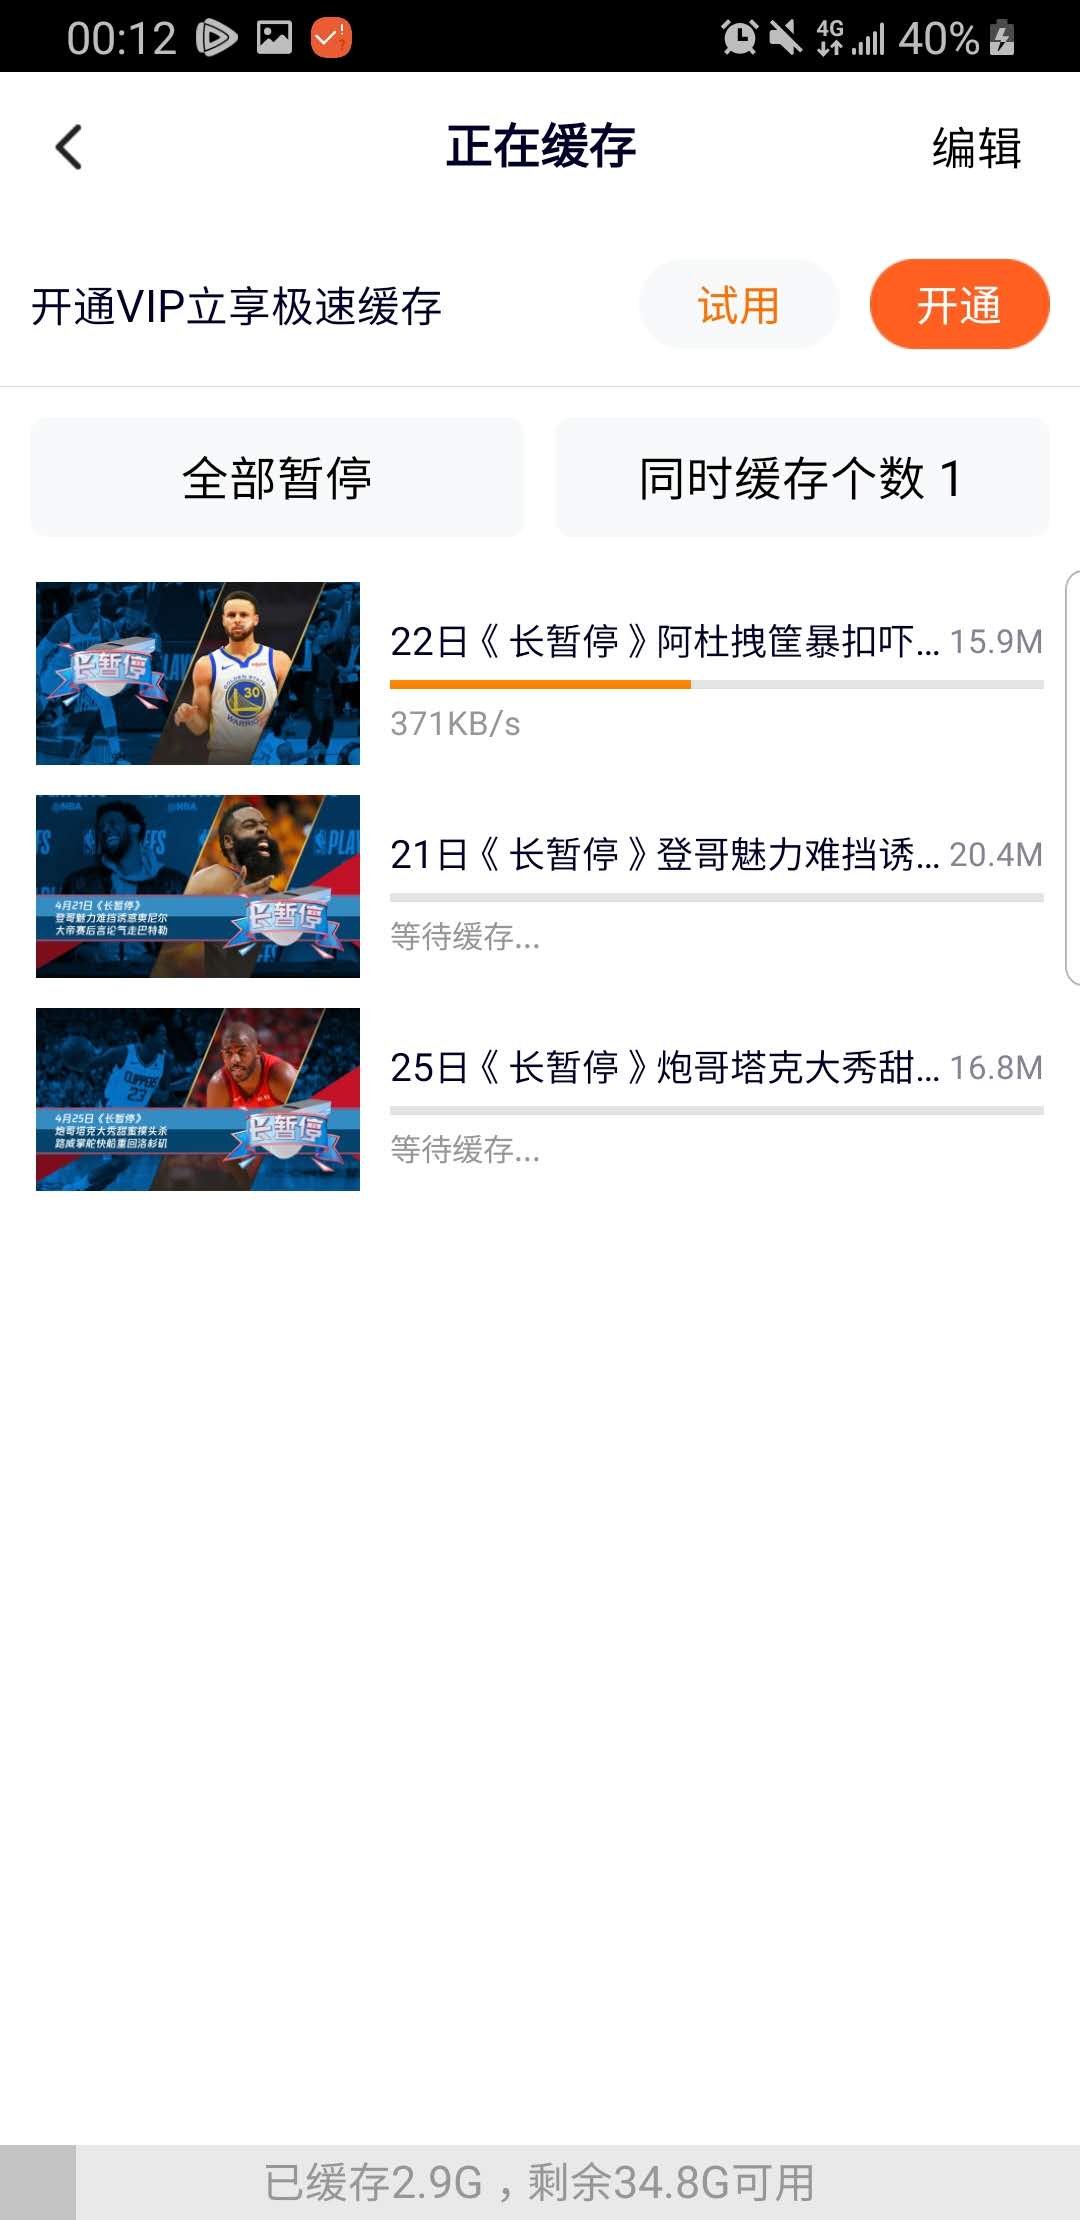 00:12 4G 40%
正在缓存 编辑
开通VIP立享极速缓存 试用 开通
全部暂停 同时缓存个数 1
长暂停
30
22日《长暂停》阿杜拽筐暴扣吓... 15.9M
371KB/s
@NBA @NBA
4月21日《长暂停》
登哥魅力难挡诱惑奥尼尔
大帝赛后言论气走巴特勒
长暂停
21日《长暂停》登哥魅力难挡诱... 20.4M
等待缓存...
CLIPPERS
23
4月25日《长暂停》
炮哥塔克大秀甜蜜摸头杀
路威掌舵快船重回洛杉矶
长暂停
25日《长暂停》炮哥塔克大秀甜... 16.8M
等待缓存...
已缓存2.9G，剩余34.8G可用